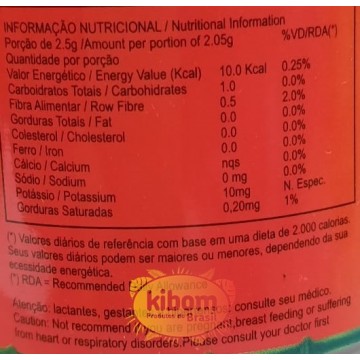 INFORMAÇÃO NUTRICIONAL / Nutritional Information
Porção de 2.5g /Amount per portion of 2.05g %VD/RDA(*)
Quantidade por porção
Valor Energético / Energy Value (Kcal) 10.0 Kcal 0.25%
Carboidratos Totais / Carbohidrates 1.0 0.0%
Fibra Alimentar / Row Fibre 0.5 2.0%
Gorduras Totais / Fat 0.0 0.0%
Colesterol / Cholesterol 0.0 0.0%
Ferro / Iron 0.0 0.0%
Cálcio / Calcium nqs 0.0%
Sódio / Sodium 0 mg 0.0%
Potássio / Potassium 10mg N. Espec.
Gorduras Saturadas 0,20mg 1%
(*) Valores diários de referência com base em uma dieta de 2.000 calorias.
Seus valores diários podem ser maiores ou menores, dependendo da sua
ecessidade energética.
(*) RDA = Recommended Allowance
kibom
Produtos do Brasil
Atenção: lactantes, consulte seu médico.
Caution: Not recommend if you are pregnant, breast feeding or suffering
from heart or respiratory disorders. Please consult your doctor first